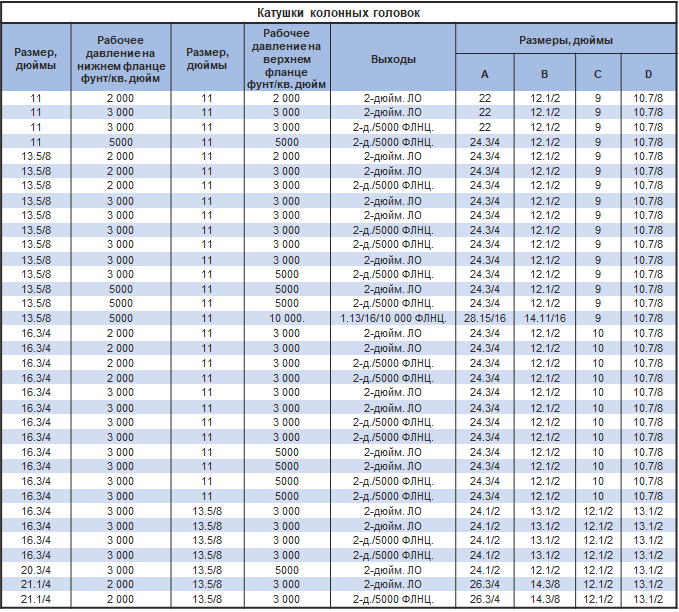 Катушки колонных головок
Размер, дюймы | Рабочее давление на нижнем фланце фунт/кв. дюйм | Размер, дюймы | Рабочее давление на верхнем фланце фунт/кв. дюйм | Выходы | Размеры, дюймы
A | B | C | D
11 | 2 000 | 11 | 2 000 | 2-дюйм. ЛО | 22 | 12.1/2 | 9 | 10.7/8
11 | 3 000 | 11 | 3 000 | 2-дюйм. ЛО | 22 | 12.1/2 | 9 | 10.7/8
11 | 3 000 | 11 | 3 000 | 2-д./5000 ФЛНЦ. | 22 | 12.1/2 | 9 | 10.7/8
11 | 5000 | 11 | 5000 | 2-д./5000 ФЛНЦ. | 24.3/4 | 12.1/2 | 9 | 10.7/8
13.5/8 | 2 000 | 11 | 2 000 | 2-дюйм. ЛО | 24.3/4 | 12.1/2 | 9 | 10.7/8
13.5/8 | 2 000 | 11 | 3 000 | 2-дюйм. ЛО | 24.3/4 | 12.1/2 | 9 | 10.7/8
13.5/8 | 2 000 | 11 | 3 000 | 2-д./5000 ФЛНЦ. | 24.3/4 | 12.1/2 | 9 | 10.7/8
13.5/8 | 3 000 | 11 | 3 000 | 2-дюйм. ЛО | 24.3/4 | 12.1/2 | 9 | 10.7/8
13.5/8 | 3 000 | 11 | 3 000 | 2-дюйм. ЛО | 24.3/4 | 12.1/2 | 9 | 10.7/8
13.5/8 | 3 000 | 11 | 3 000 | 2-д./5000 ФЛНЦ. | 24.3/4 | 12.1/2 | 9 | 10.7/8
13.5/8 | 3 000 | 11 | 3 000 | 2-д./5000 ФЛНЦ. | 24.3/4 | 12.1/2 | 9 | 10.7/8
13.5/8 | 3 000 | 11 | 3 000 | 2-дюйм. ЛО | 24.3/4 | 12.1/2 | 9 | 10.7/8
13.5/8 | 3 000 | 11 | 5000 | 2-д./5000 ФЛНЦ. | 24.3/4 | 12.1/2 | 9 | 10.7/8
13.5/8 | 5000 | 11 | 5000 | 2-дюйм. ЛО | 24.3/4 | 12.1/2 | 9 | 10.7/8
13.5/8 | 5000 | 11 | 5000 | 2-д./5000 ФЛНЦ. | 24.3/4 | 12.1/2 | 9 | 10.7/8
13.5/8 | 5000 | 11 | 10 000. | 1.13/16/10 000 ФЛНЦ. | 28.15/16 | 14.11/16 | 9 | 10.7/8
16.3/4 | 2 000 | 11 | 3 000 | 2-дюйм. ЛО | 24.3/4 | 12.1/2 | 10 | 10.7/8
16.3/4 | 2 000 | 11 | 3 000 | 2-дюйм. ЛО | 24.3/4 | 12.1/2 | 10 | 10.7/8
16.3/4 | 2 000 | 11 | 3 000 | 2-д./5000 ФЛНЦ. | 24.3/4 | 12.1/2 | 10 | 10.7/8
16.3/4 | 2 000 | 11 | 3 000 | 2-д./5000 ФЛНЦ. | 24.3/4 | 12.1/2 | 10 | 10.7/8
16.3/4 | 3 000 | 11 | 3 000 | 2-дюйм. ЛО | 24.3/4 | 12.1/2 | 10 | 10.7/8
16.3/4 | 3 000 | 11 | 3 000 | 2-дюйм. ЛО | 24.3/4 | 12.1/2 | 10 | 10.7/8
16.3/4 | 3 000 | 11 | 3 000 | 2-д./5000 ФЛНЦ. | 24.3/4 | 12.1/2 | 10 | 10.7/8
16.3/4 | 3 000 | 11 | 3 000 | 2-д./5000 ФЛНЦ. | 24.3/4 | 12.1/2 | 10 | 10.7/8
16.3/4 | 3 000 | 11 | 5000 | 2-дюйм. ЛО | 24.3/4 | 12.1/2 | 10 | 10.7/8
16.3/4 | 3 000 | 11 | 5000 | 2-дюйм. ЛО | 24.3/4 | 12.1/2 | 10 | 10.7/8
16.3/4 | 3 000 | 11 | 5000 | 2-д./5000 ФЛНЦ. | 24.3/4 | 12.1/2 | 10 | 10.7/8
16.3/4 | 3 000 | 11 | 5000 | 2-д./5000 ФЛНЦ. | 24.3/4 | 12.1/2 | 10 | 10.7/8
16.3/4 | 3 000 | 13.5/8 | 3 000 | 2-дюйм. ЛО | 24.1/2 | 13.1/2 | 12.1/2 | 13.1/2
16.3/4 | 3 000 | 13.5/8 | 3 000 | 2-дюйм. ЛО | 24.1/2 | 13.1/2 | 12.1/2 | 13.1/2
16.3/4 | 3 000 | 13.5/8 | 3 000 | 2-д./5000 ФЛНЦ. | 24.1/2 | 13.1/2 | 12.1/2 | 13.1/2
16.3/4 | 3 000 | 13.5/8 | 3 000 | 2-д./5000 ФЛНЦ. | 24.1/2 | 13.1/2 | 12.1/2 | 13.1/2
20.3/4 | 3 000 | 13.5/8 | 5000 | 2-дюйм. ЛО | 24.1/2 | 12.1/2 | 12.1/2 | 13.1/2
21.1/4 | 2 000 | 13.5/8 | 3 000 | 2-дюйм. ЛО | 26.3/4 | 14.3/8 | 12.1/2 | 13.1/2
21.1/4 | 2 000 | 13.5/8 | 3 000 | 2-д./5000 ФЛНЦ. | 26.3/4 | 14.3/8 | 12.1/2 | 13.1/2